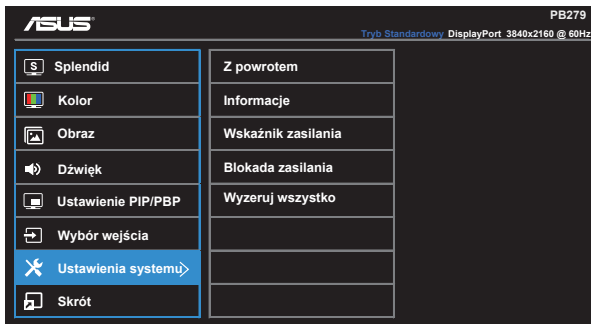 ASUS
PB279
Tryb Standardowy DisplayPort 3840x2160 @ 60Hz
S Splendid
Kolor
Obraz
Dźwięk
Ustawienie PIP/PBP
Wybór wejścia
Ustawienia systemu
Skrót
Z powrotem
Informacje
Wskaźnik zasilania
Blokada zasilania
Wyzeruj wszystko